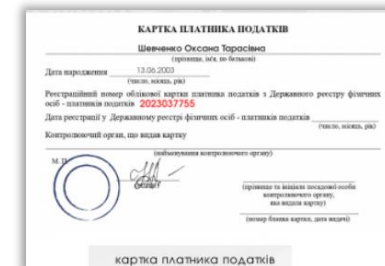 КАРТКА ПЛАТНИКА ПОДАТКІВ
Шевченко Оксана Тарасівна
(прізвище, ім'я, по батькові)
Дата народження 13.06.2003
(число, місяць, рік)
Реєстраційний номер облікової картки платника податків з Державного реєстру фізичних
осіб - платників податків 2023037755
Дата реєстрації у Державному реєстрі фізичних осіб - платників податків
(число, місяць, рік)
Контролюючий орган, що видав картку
(найменування контролюючого органу)
М. П.
(підпис)
(прізвище та ініціали посадової особи
контролюючого органу,
яка видала картку)
(номер бланка картки, дата видачі)
картка платника податків